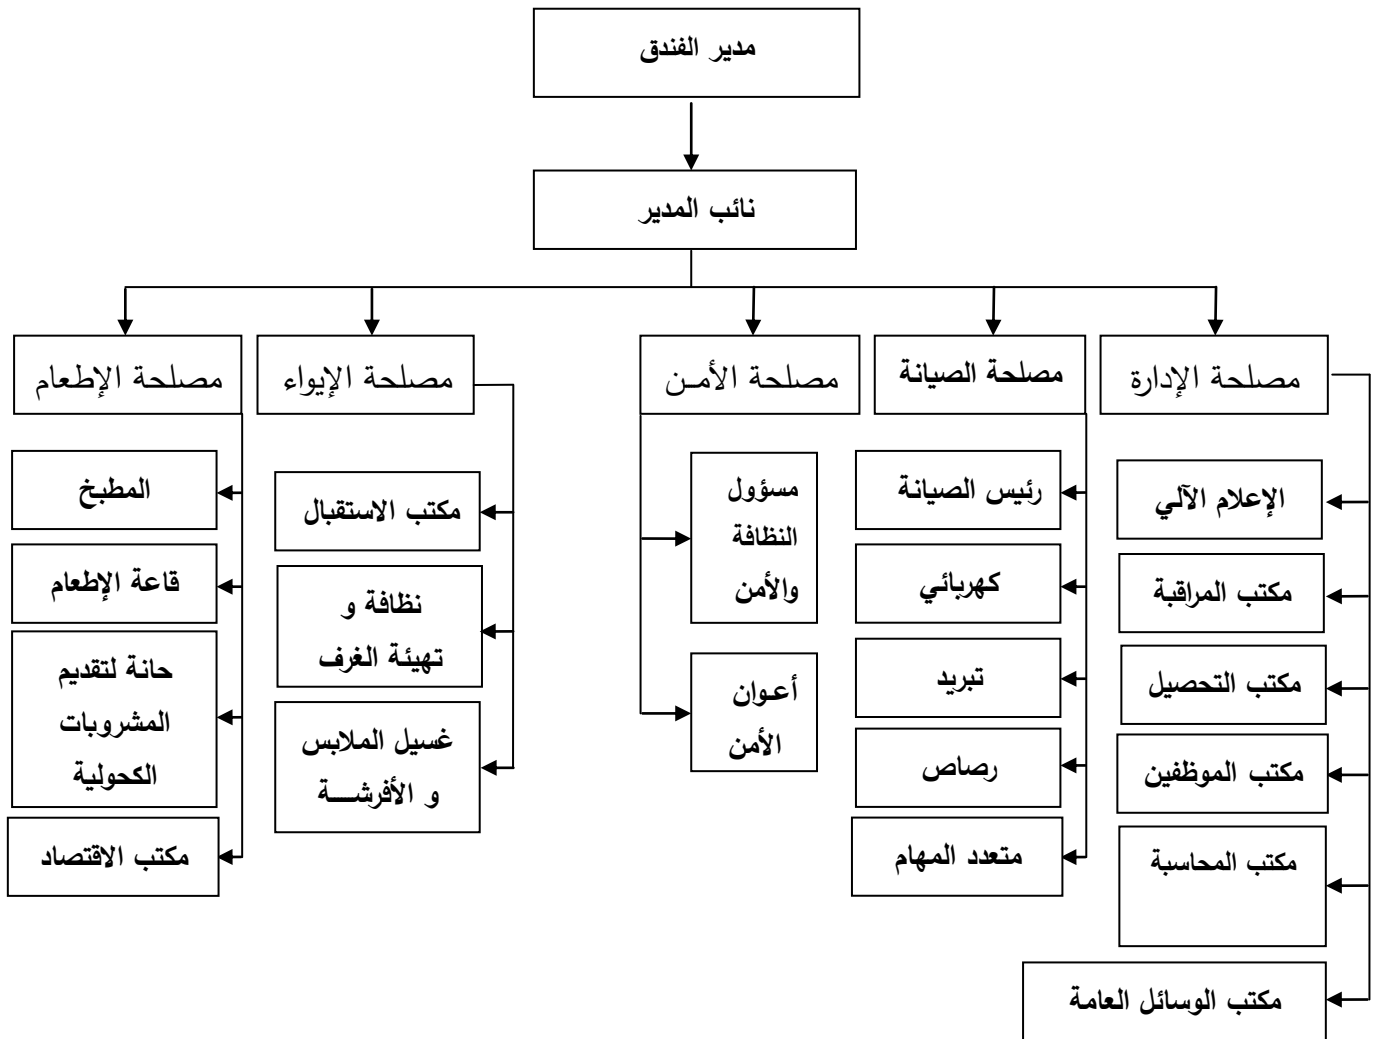 مدير الفندق
نائب المدير
مصلحة الإدارة
مصلحة الصيانة
مصلحة الأمـن
مصلحة الإيواء
مصلحة الإطعام
الإعلام الآلي
مكتب المراقبة
مكتب التحصيل
مكتب الموظفين
مكتب المحاسبة
مكتب الوسائل العامة
رئيس الصيانة
كهربائي
تبريد
رصاص
متعدد المهام
مسؤول
النظافة
والأمن
أعـوان
الأمن
مكتب الاستقبال
نظافة و
تهيئة الغرف
غسيل الملابس
و الأفرشـــة
المطبخ
قاعة الإطعام
حانة لتقديم
المشروبات
الكحولية
مكتب الاقتصاد